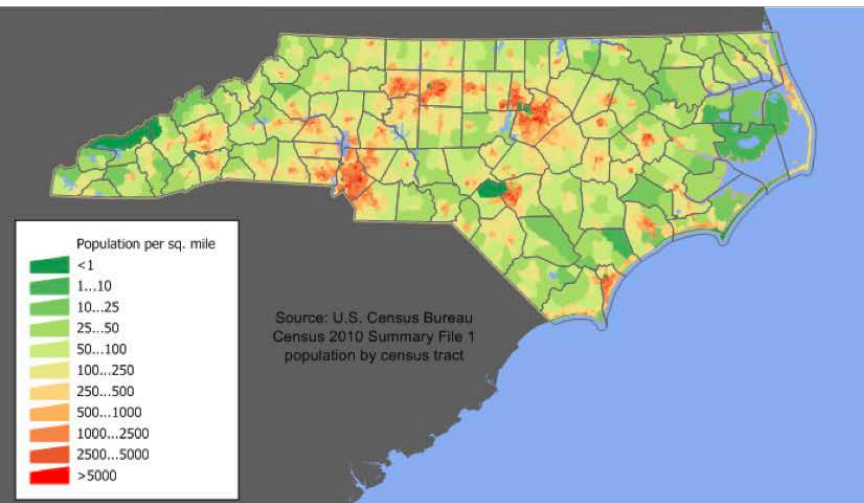 Population per sq. mile
<1
1...10
10...25
25...50
50...100
100...250
250...500
500...1000
1000...2500
2500...5000
>5000
Source: U.S. Census Bureau
Census 2010 Summary File 1
population by census tract